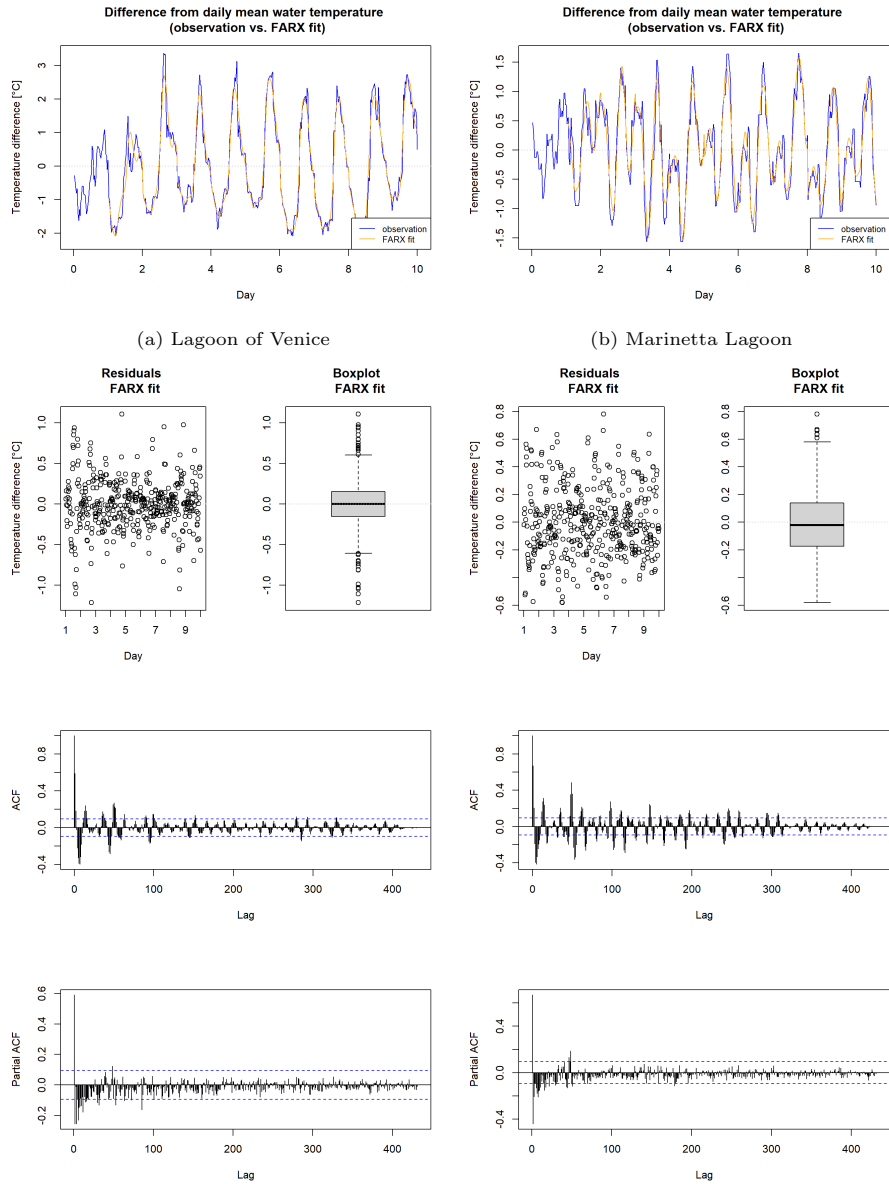 Difference from daily mean water temperature
(observation vs. FARX fit)
Temperature difference [°C]
3
2
1
0
-1
-2
observation
FARX fit
0 2 4 6 8 10
Day
(a) Lagoon of Venice
Difference from daily mean water temperature
(observation vs. FARX fit)
Temperature difference [°C]
1.5
1.0
0.5
0.0
-0.5
-1.0
-1.5
observation
FARX fit
0 2 4 6 8 10
Day
(b) Marinetta Lagoon
Residuals
FARX fit
Temperature difference [°C]
1.0
0.5
0.0
-0.5
-1.0
1 3 5 7 9
Day
Boxplot
FARX fit
1.0
0.5
0.0
-0.5
-1.0
Residuals
FARX fit
Temperature difference [°C]
0.8
0.6
0.4
0.2
0.0
-0.2
-0.4
-0.6
1 3 5 7 9
Day
Boxplot
FARX fit
0.8
0.4
0.0
-0.2
-0.6
ACF
0.8
0.4
0.0
-0.4
0 100 200 300 400
Lag
ACF
0.8
0.4
0.0
-0.4
0 100 200 300 400
Lag
Partial ACF
0.6
0.4
0.2
0.0
-0.2
0 100 200 300 400
Lag
Partial ACF
0.4
0.0
-0.4
0 100 200 300 400
Lag